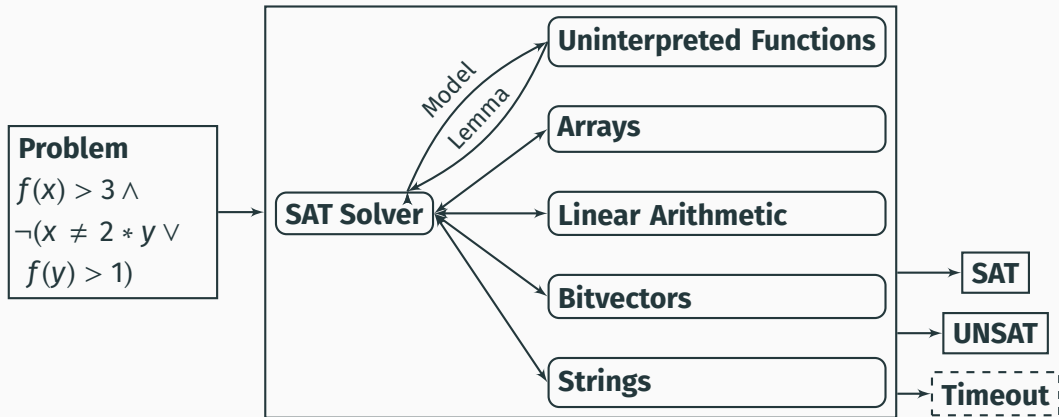 Problem
f(x) > 3 ∧
¬(x ≠ 2 ∗ y ∨
f(y) > 1)
SAT Solver
Model
Lemma
Uninterpreted Functions
Arrays
Linear Arithmetic
Bitvectors
Strings
SAT
UNSAT
Timeout